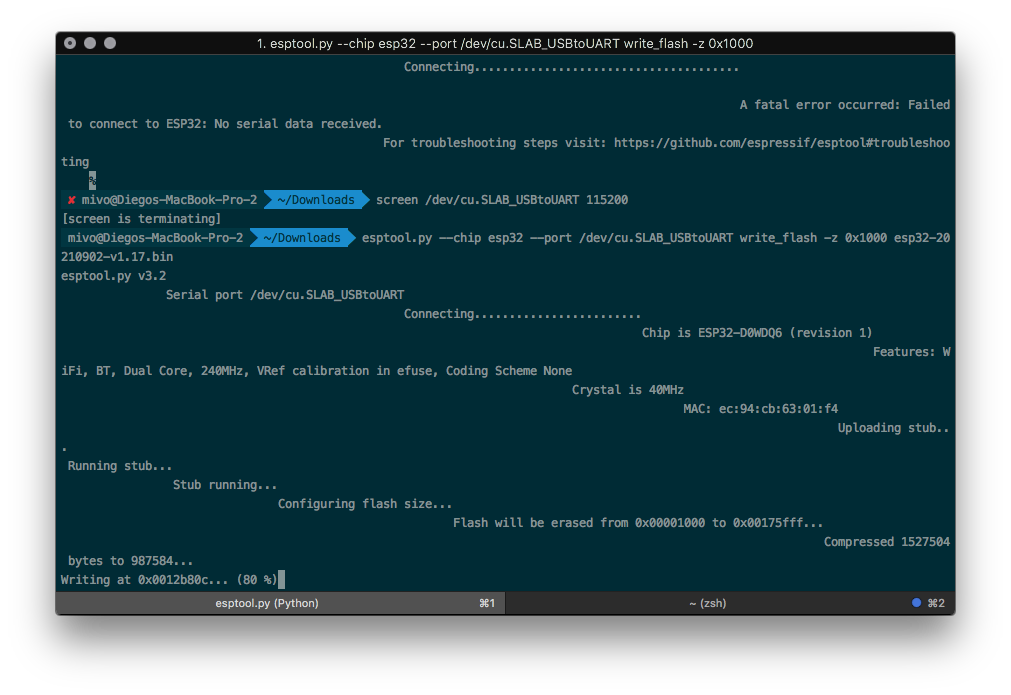 1. esptool.py --chip esp32 --port /dev/cu.SLAB_USBtoUART write_flash -z 0x1000
Connecting......................................
A fatal error occurred: Failed
to connect to ESP32: No serial data received.
For troubleshooting steps visit: https://github.com/espressif/esptool#troubleshoo
ting
%
✘ mivo@Diegos-MacBook-Pro-2 ~/Downloads screen /dev/cu.SLAB_USBtoUART 115200
[screen is terminating]
mivo@Diegos-MacBook-Pro-2 ~/Downloads esptool.py --chip esp32 --port /dev/cu.SLAB_USBtoUART write_flash -z 0x1000 esp32-20
210902-v1.17.bin
esptool.py v3.2
Serial port /dev/cu.SLAB_USBtoUART
Connecting........................
Chip is ESP32-D0WDQ6 (revision 1)
Features: W
iFi, BT, Dual Core, 240MHz, VRef calibration in efuse, Coding Scheme None
Crystal is 40MHz
MAC: ec:94:cb:63:01:f4
Uploading stub..
.
Running stub...
Stub running...
Configuring flash size...
Flash will be erased from 0x00001000 to 0x00175fff...
Compressed 1527504
bytes to 987584...
Writing at 0x0012b80c... (80 %)
esptool.py (Python) ⌘1 ~ (zsh) ⌘2